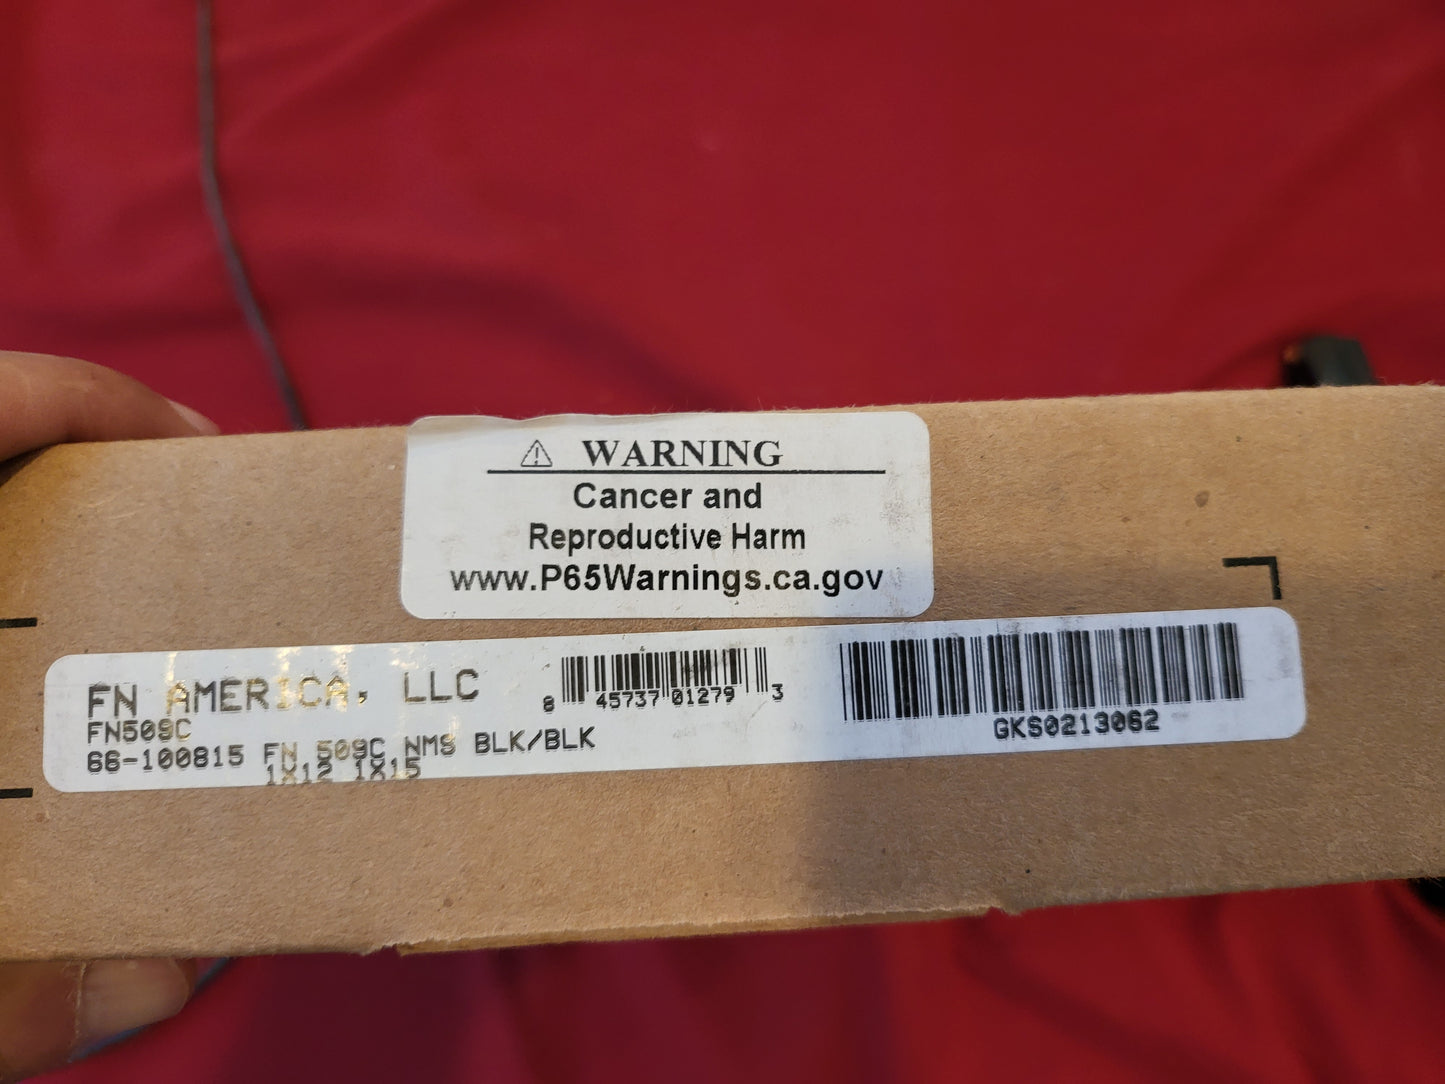 WARNING
Cancer and
Reproductive Harm
www.P65Warnings.ca.gov
FN AMERICA, LLC
FN509C
66-100815 FN 509C NMS BLK/BLK
1X12 1X15
8 45737 01279 3
GKS0213062